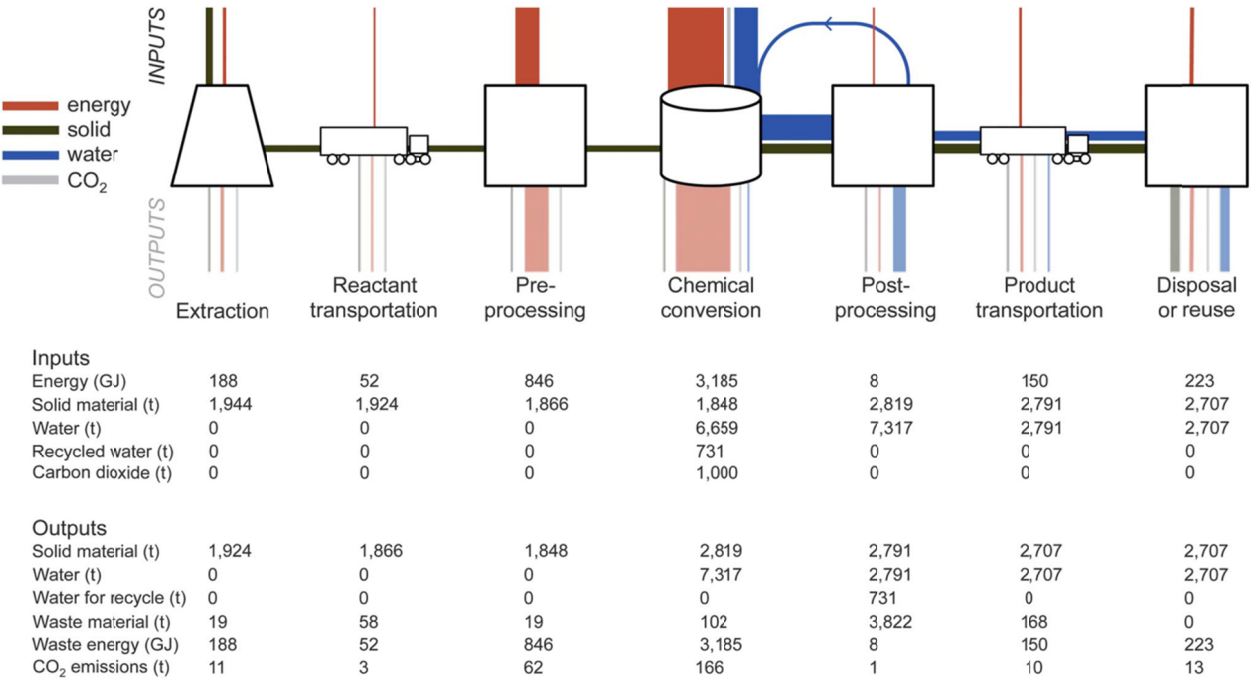 INPUTS
energy
solid
water
CO2
OUTPUTS
Extraction
Reactant
transportation
Pre-
processing
Chemical
conversion
Post-
processing
Product
transportation
Disposal
or reuse
Inputs
Energy (GJ) 188 52 846 3,185 8 150 223
Solid material (t) 1,944 1,924 1,866 1,848 2,819 2,791 2,707
Water (t) 0 0 0 6,659 7,317 2,791 2,707
Recycled water (t) 0 0 0 731 0 0 0
Carbon dioxide (t) 0 0 0 1,000 0 0 0
Outputs
Solid material (t) 1,924 1,866 1,848 2,819 2,791 2,707 2,707
Water (t) 0 0 0 7,317 2,791 2,707 2,707
Water for recycle (t) 0 0 0 0 731 0 0
Waste material (t) 19 58 19 102 3,822 168 0
Waste energy (GJ) 188 52 846 3,185 8 150 223
CO2 emissions (t) 11 3 62 166 1 10 13